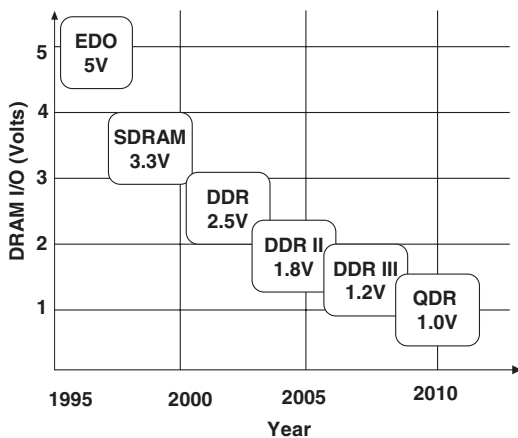 DRAM I/O (Volts)
5
4
3
2
1
EDO
5V
SDRAM
3.3V
DDR
2.5V
DDR II
1.8V
DDR III
1.2V
QDR
1.0V
1995
2000
2005
2010
Year